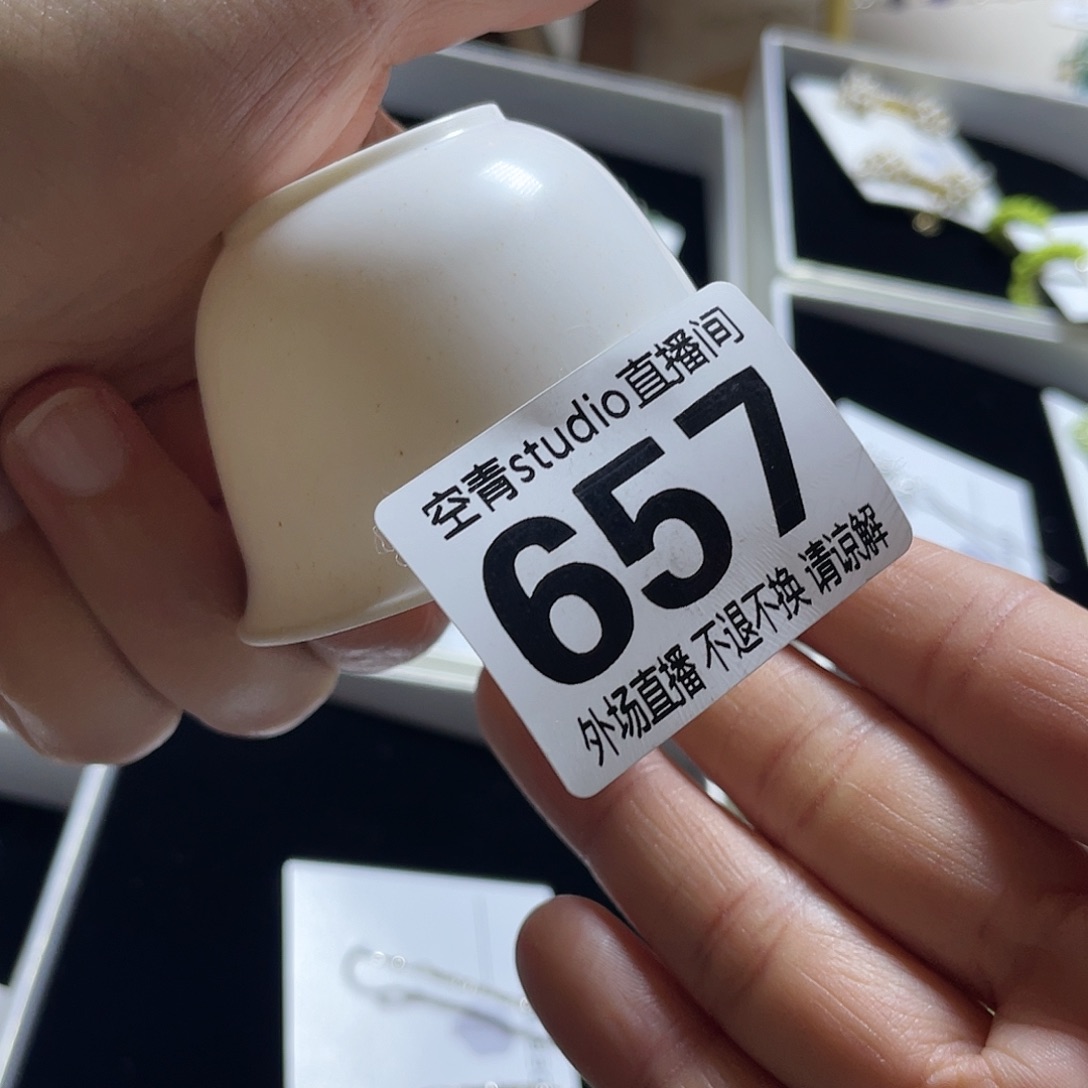 空青studio直播间
657
外场直播 不退不换 请谅解